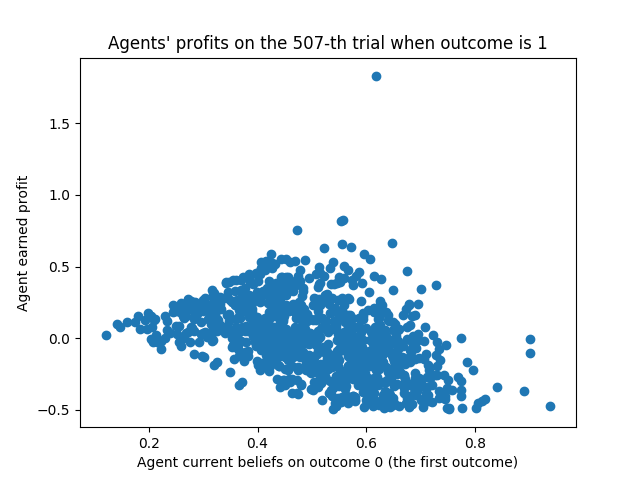 Agents' profits on the 507-th trial when outcome is 1
Agent earned profit
1.5
1.0
0.5
0.0
−0.5
0.2 0.4 0.6 0.8
Agent current beliefs on outcome 0 (the first outcome)